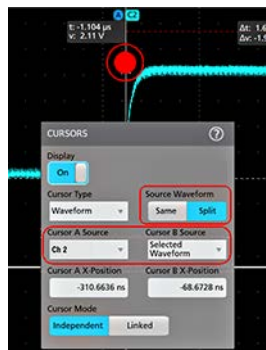 A C2
t: -1.104 µs
v: 2.11 V
Δt: 1.6
Δv: -1.9
CURSORS ?
Display
On
Cursor Type
Source Waveform
Waveform
Same Split
Cursor A Source
Cursor B Source
Ch 2
Selected Waveform
Cursor A X-Position
Cursor B X-Position
-310.6636 ns
-68.6728 ns
Cursor Mode
Independent Linked